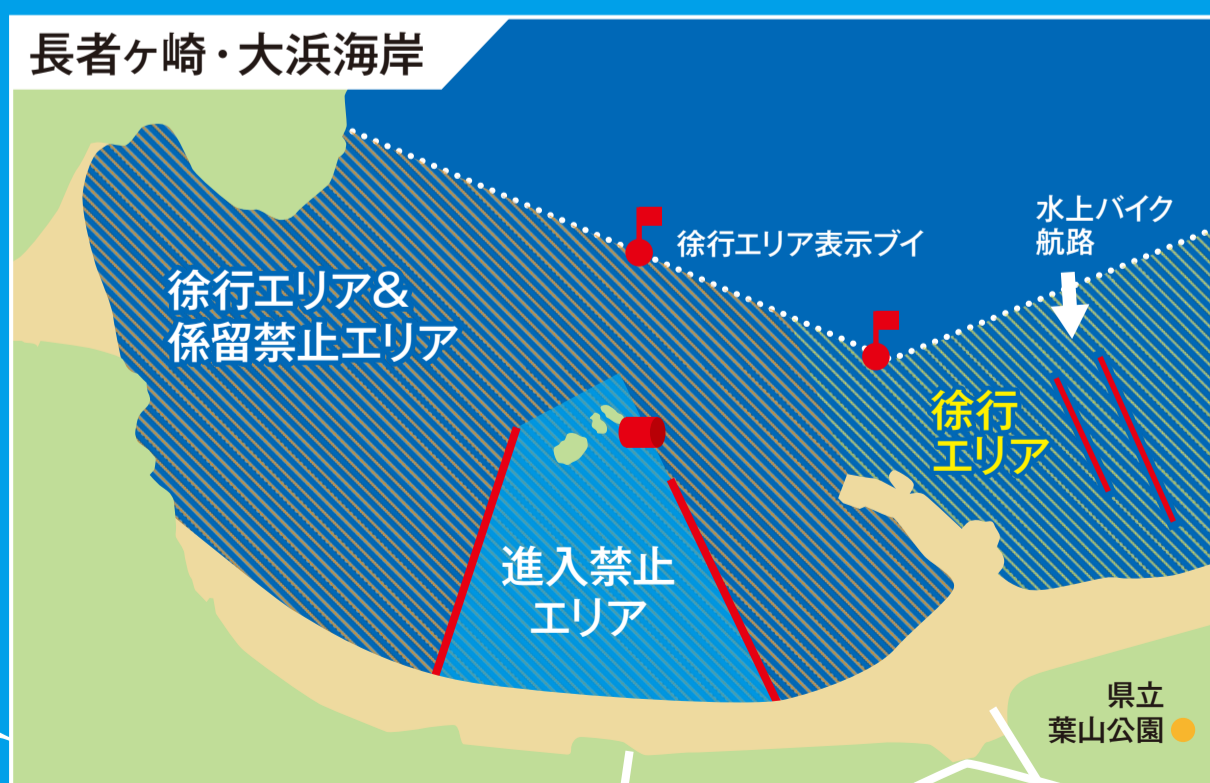 長者ヶ崎・大浜海岸
水上バイク
航路
徐行エリア表示ブイ
徐行エリア&
係留禁止エリア
徐行
エリア
進入禁止
エリア
県立
葉山公園